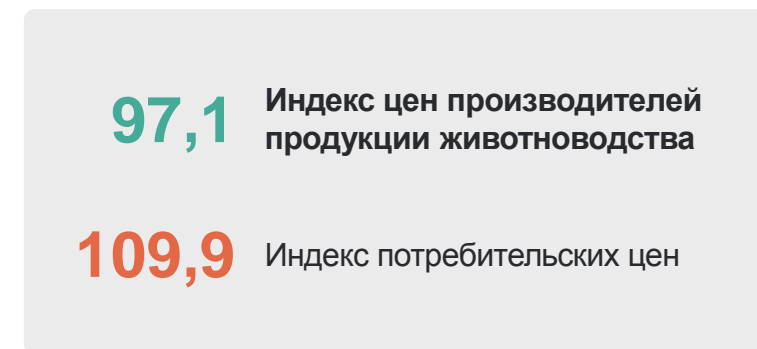 97,1
Индекс цен производителей
продукции животноводства
109,9
Индекс потребительских цен